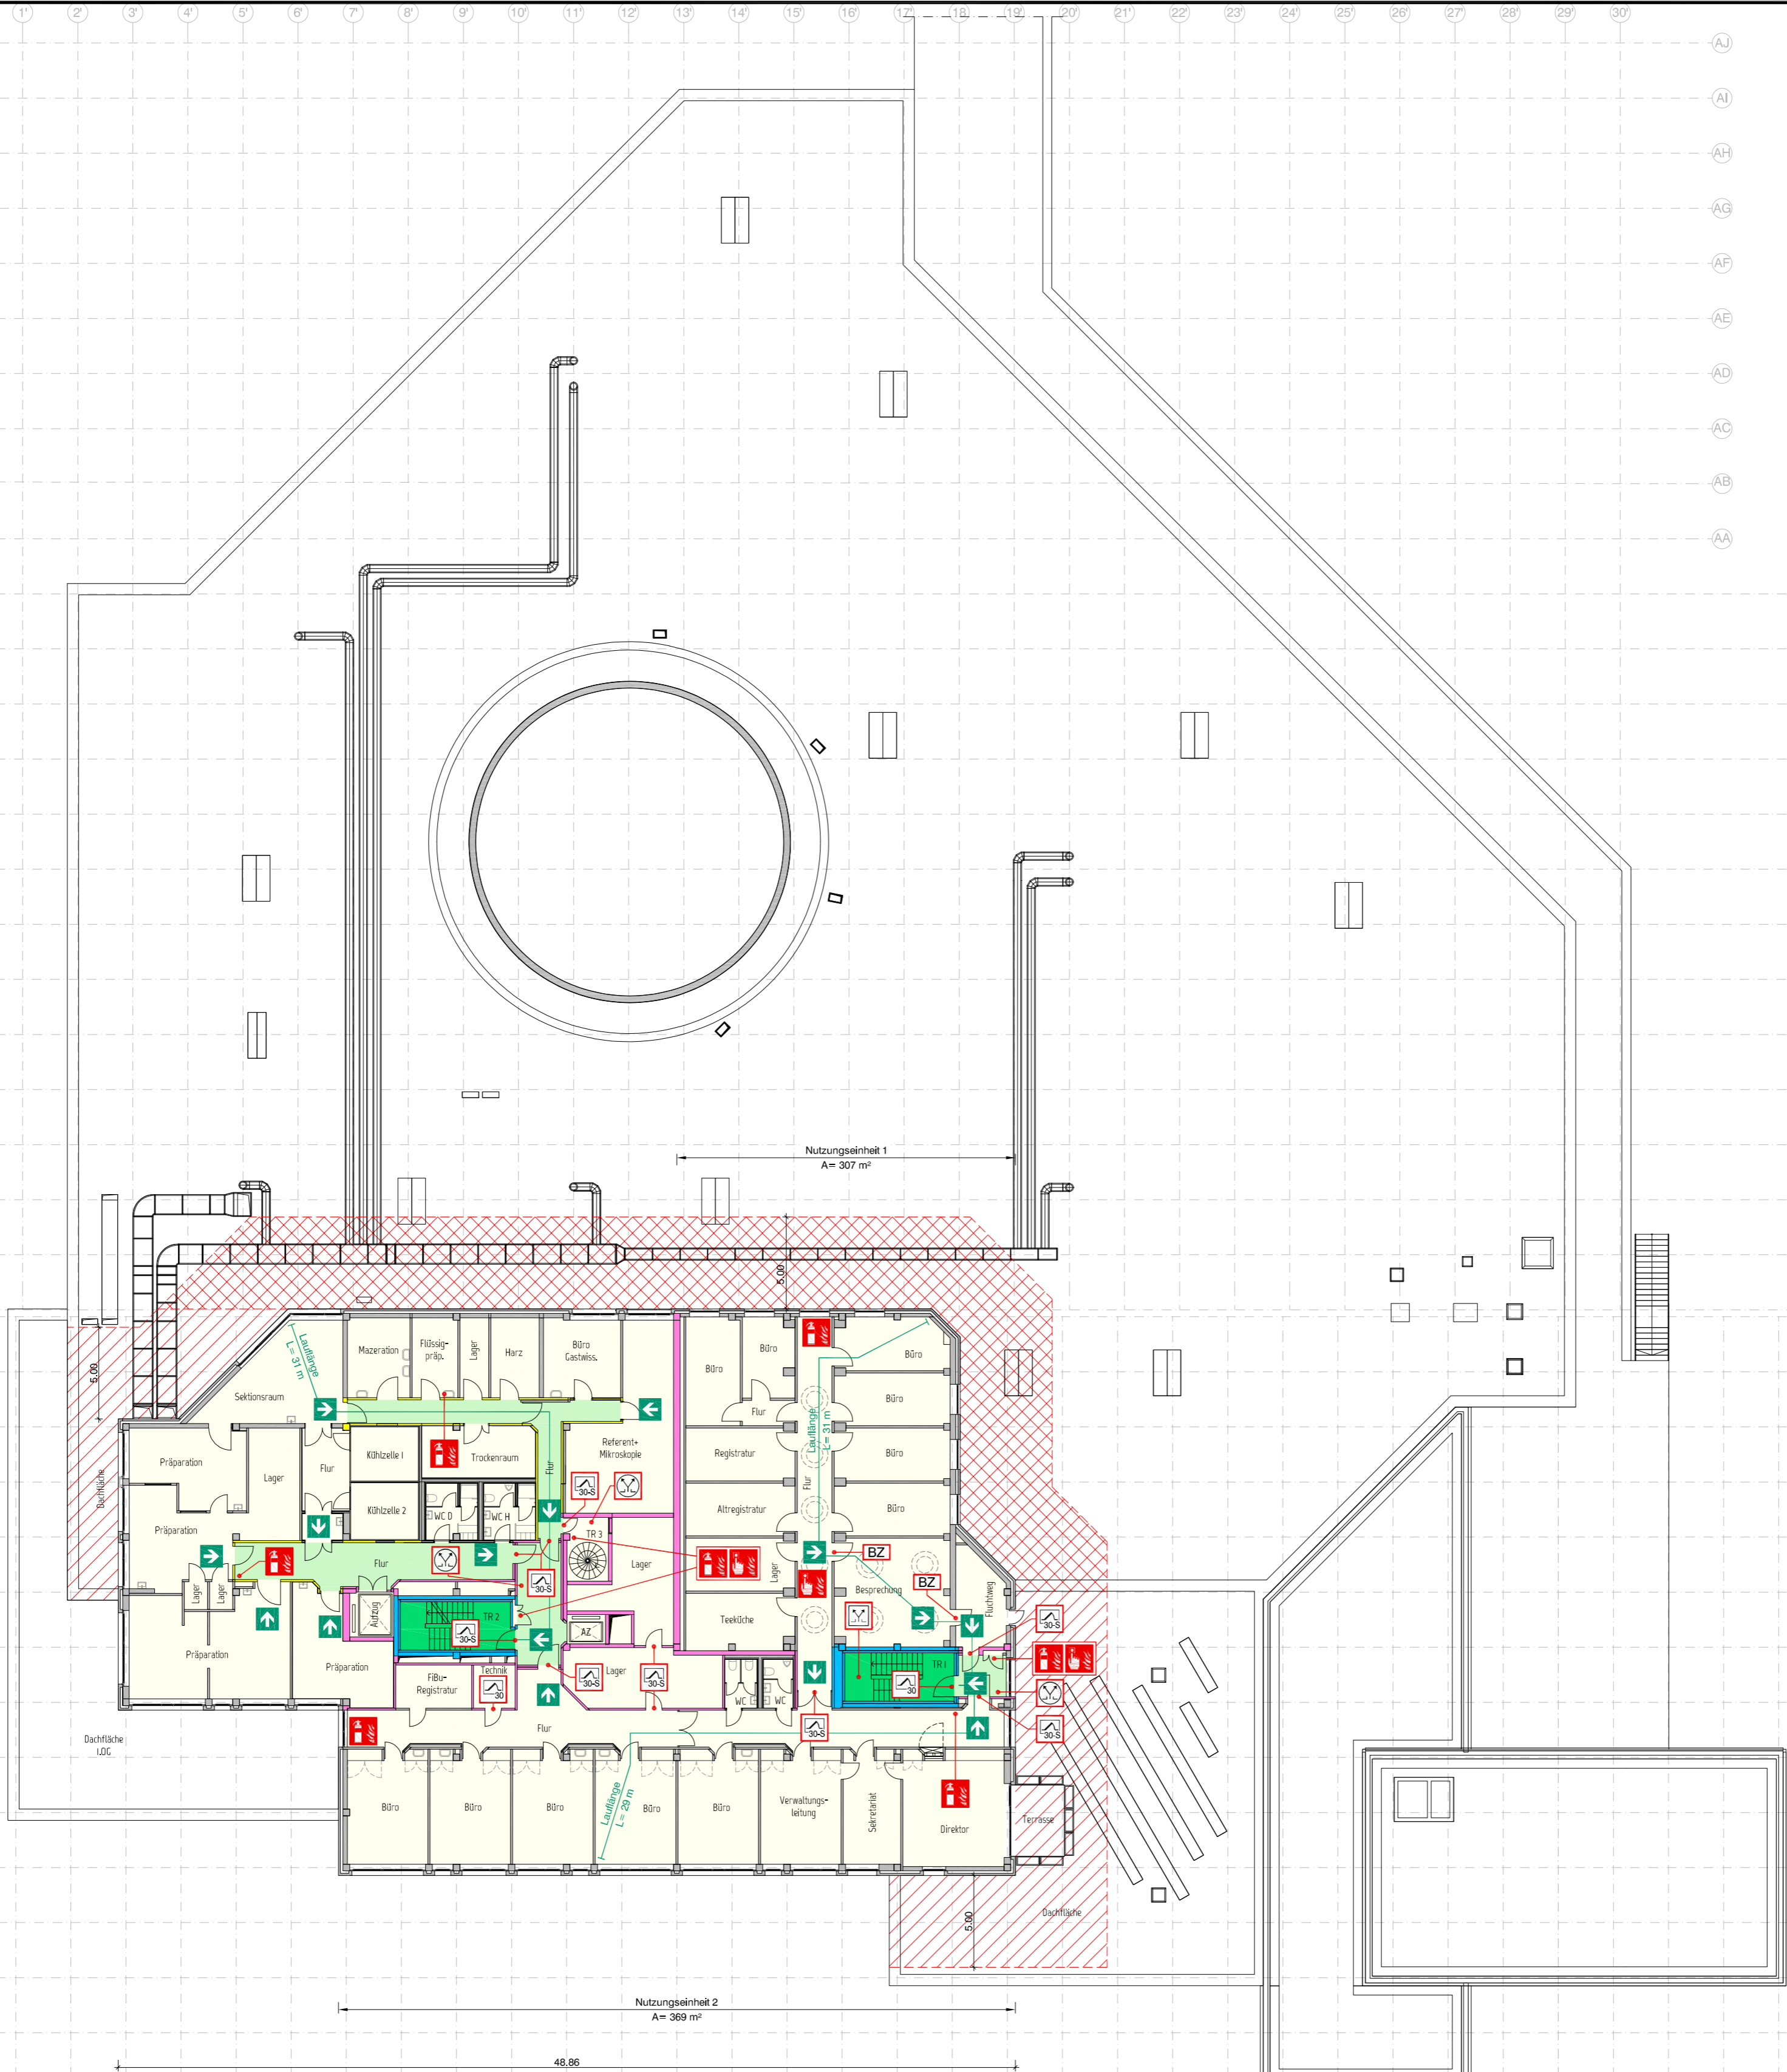 1' 2' 3' 4' 5' 6' 7' 8' 9' 10' 11' 12' 13' 14' 15' 16' 17' 18' 19' 20' 21' 22' 23' 24' 25' 26' 27' 28' 29' 30'
AJ
AI
AH
AG
AF
AE
AD
AC
AB
AA
Nutzungseinheit 1
A= 307 m²
5.00
5.00
Lauflänge
L= 31 m
Mazeration
Flüssig-
präp.
Lager
Harz
Büro
Gastwiss.
Büro
Büro
Büro
Sektionsraum
Flur
Büro
Lauflänge
L= 31 m
Präparation
Lager
Flur
Kühlzelle 1
Trockenraum
Flur
Referent+
Mikroskopie
Registratur
Flur
Büro
Dachfläche
30-S
Kühlzelle 2
WC D
WC H
Altregistratur
Büro
Präparation
TR 3
Flur
Lager
Lager
BZ
BZ
30-S
Besprechung
Fluchtweg
Lager
Lager
Aufzug
TR 2
30-S
AZ
Teeküche
30-S
Präparation
Präparation
FiBu-
Registratur
Technik
30
30-S
Lager
30-S
WC
WC
TR 1
30
30-S
30-S
Flur
Dachfläche
1.OG
Büro
Büro
Büro
Lauflänge
L= 29 m
Büro
Büro
Verwaltungs-
leitung
Sekretariat
Direktor
Terrasse
5.00
Dachfläche
Nutzungseinheit 2
A= 369 m²
48.86